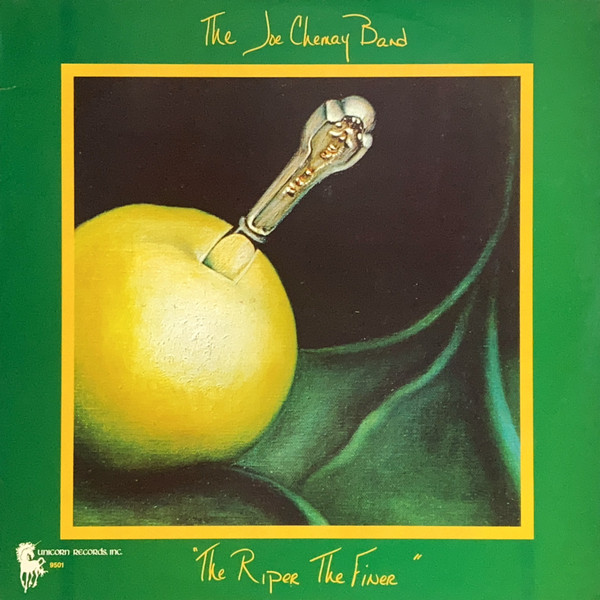 The Joe Chemay Band
UNICORN RECORDS, INC.
9501
"The Riper The Finer"